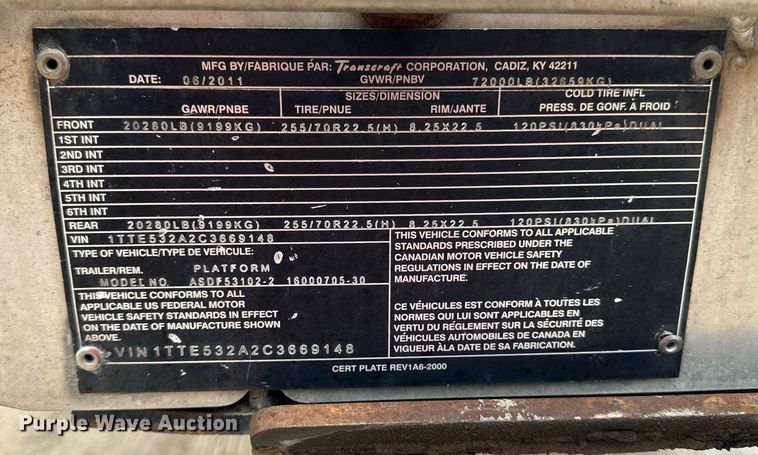 MFG BY/FABRIQUE PAR: Transcraft CORPORATION, CADIZ, KY 42211
DATE: 06/2011 GVWR/PNBV 72000LB(32659KG)
SIZES/DIMENSION COLD TIRE INFL
GAWR/PNBE TIRE/PNUE RIM/JANTE PRESS. DE GONF. A FROID
FRONT 20280LB(9199KG) 255/70R22.5(H) 8.25X22.5 120PSI(830kPa)DUAL
1ST INT
2ND INT
3RD INT
4TH INT
5TH INT
6TH INT
REAR 20280LB(9199KG) 255/70R22.5(H) 8.25X22.5 120PSI(830kPa)DUAL
VIN 1TTE532A2C3669148
TYPE OF VEHICLE/TYPE DE VEHICULE:
TRAILER/REM. PLATFORM
MODEL NO. ASDF53102-2 16000705-30
THIS VEHICLE CONFORMS TO ALL
APPLICABLE US FEDERAL MOTOR
VEHICLE SAFETY STANDARDS IN EFFECT
ON THE DATE OF MANUFACTURE SHOWN
ABOVE.
VIN 1TTE532A2C3669148
THIS VEHICLE CONFORMS TO ALL APPLICABLE
STANDARDS PRESCRIBED UNDER THE
CANADIAN MOTOR VEHICLE SAFETY
REGULATIONS IN EFFECT ON THE DATE OF
MANUFACTURE.
CE VÉHICULES EST CONFORM À TOUTES LES
NORMES QUI LUI SONT APPLICABLES EN
VERTU DU RÉGLEMENT SUR LA SÉCURITÉ DES
VÉHICULES AUTOMOBILES DE CANADA EN
VIGUEUR ÀLA DATE DE SA FABRICATION.
CERT PLATE REV1A6-2000
Purple Wave Auction